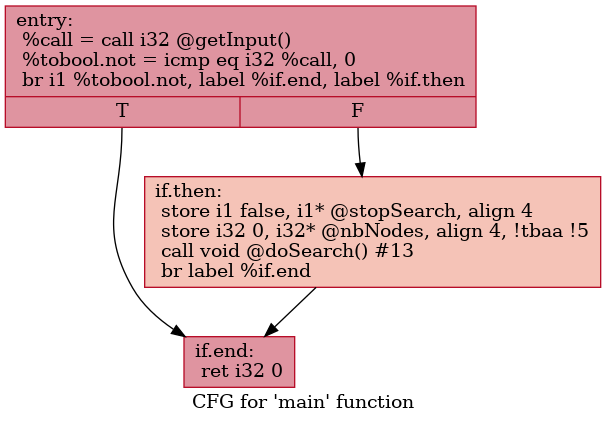 entry:
%call = call i32 @getInput()
%tobool.not = icmp eq i32 %call, 0
br i1 %tobool.not, label %if.end, label %if.then
T F
if.then:
store i1 false, i1* @stopSearch, align 4
store i32 0, i32* @nbNodes, align 4, !tbaa !5
call void @doSearch() #13
br label %if.end
if.end:
ret i32 0
CFG for 'main' function